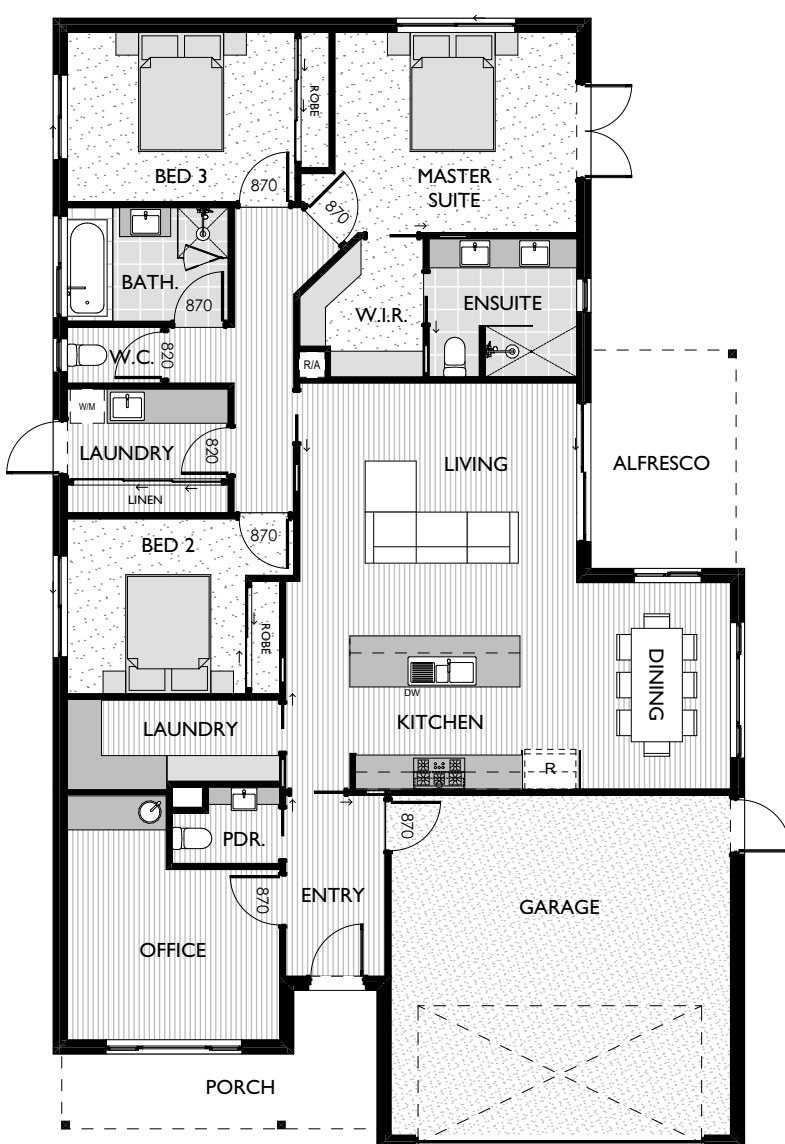 ROBE
BED 3
870
MASTER
SUITE
870
BATH.
870
W.I.R.
ENSUITE
W.C.
820
R/A
W/M
LAUNDRY
820
LINEN
LIVING
ALFRESCO
BED 2
870
ROBE
DINING
DW
LAUNDRY
KITCHEN
R
PDR.
870
870
ENTRY
OFFICE
GARAGE
PORCH